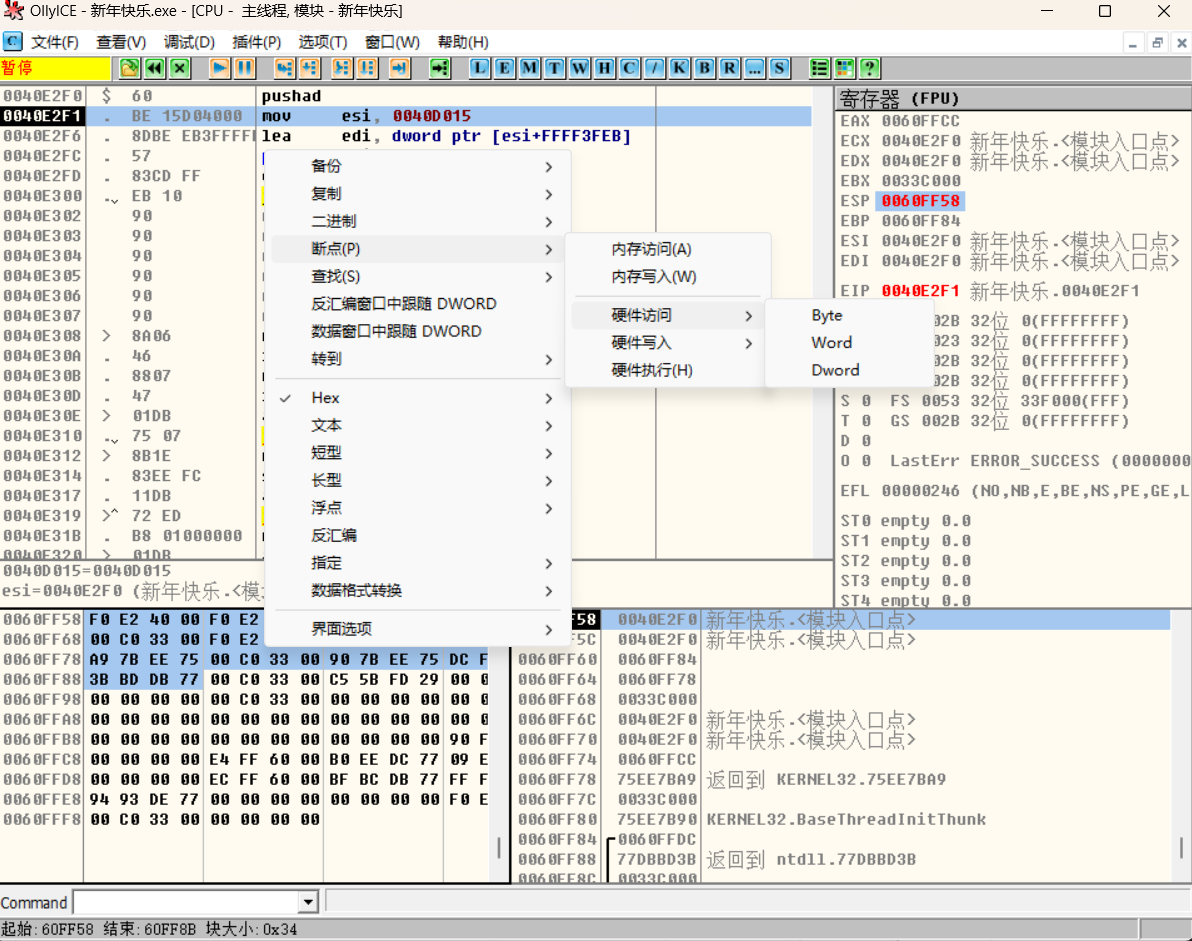 OllyICE - 新年快乐.exe - [CPU - 主线程, 模块 - 新年快乐]
文件(F) 查看(V) 调试(D) 插件(P) 选项(T) 窗口(W) 帮助(H)
暂停 L E M T W H C / K B R ... S ?
0040E2F0 $ 60 pushad
0040E2F1 . BE 15D04000 mov esi, 0040D015
0040E2F6 . 8DBE EB3FFFFF lea edi, dword ptr [esi+FFFF3FEB]
0040E2FC . 57
0040E2FD . 83CD FF
0040E300 . EB 10
0040E302 90
0040E303 90
0040E304 90
0040E305 90
0040E306 90
0040E307 90
0040E308 > 8A06
0040E30A . 46
0040E30B . 8807
0040E30D . 47
0040E30E > 01DB
0040E310 . 75 07
0040E312 > 8B1E
0040E314 . 83EE FC
0040E317 . 11DB
0040E319 >^ 72 ED
0040E31B . B8 01000000
0040E320 > 01DB
0040D015=0040D015
esi=0040E2F0 (新年快乐.<模
备份
复制
二进制
断点(P)
查找(S)
反汇编窗口中跟随 DWORD
数据窗口中跟随 DWORD
转到
Hex
文本
短型
长型
浮点
反汇编
指定
数据格式转换
界面选项
内存访问(A)
内存写入(W)
硬件访问
硬件写入
硬件执行(H)
Byte
Word
Dword
寄存器 (FPU)
EAX 0060FFCC
ECX 0040E2F0 新年快乐.<模块入口点>
EDX 0040E2F0 新年快乐.<模块入口点>
EBX 0033C000
ESP 0060FF58
EBP 0060FF84
ESI 0040E2F0 新年快乐.<模块入口点>
EDI 0040E2F0 新年快乐.<模块入口点>
EIP 0040E2F1 新年快乐.0040E2F1
02B 32位 0(FFFFFFFF)
023 32位 0(FFFFFFFF)
02B 32位 0(FFFFFFFF)
02B 32位 0(FFFFFFFF)
S 0 FS 0053 32位 33F000(FFF)
T 0 GS 002B 32位 0(FFFFFFFF)
D 0
O 0 LastErr ERROR_SUCCESS (0000000
EFL 00000246 (NO,NB,E,BE,NS,PE,GE,L
ST0 empty 0.0
ST1 empty 0.0
ST2 empty 0.0
ST3 empty 0.0
ST4 empty 0.0
0060FF58 F0 E2 40 00 F0 E2
0060FF68 00 C0 33 00 F0 E2
0060FF78 A9 7B EE 75 00 C0 33 00 90 7B EE 75 DC F
0060FF88 3B BD DB 77 00 C0 33 00 C5 5B FD 29 00 0
0060FF98 00 00 00 00 00 C0 33 00 00 00 00 00 00 0
0060FFA8 00 00 00 00 00 00 00 00 00 00 00 00 00 0
0060FFB8 00 00 00 00 00 00 00 00 00 00 00 00 90 F
0060FFC8 00 00 00 00 E4 FF 60 00 B0 EE DC 77 09 E
0060FFD8 00 00 00 00 EC FF 60 00 BF BC DB 77 FF F
0060FFE8 94 93 DE 77 00 00 00 00 00 00 00 00 F0 E
0060FFF8 00 C0 33 00 00 00 00 00
F58 0040E2F0 新年快乐.<模块入口点>
F5C 0040E2F0 新年快乐.<模块入口点>
0060FF60 0060FF84
0060FF64 0060FF78
0060FF68 0033C000
0060FF6C 0040E2F0 新年快乐.<模块入口点>
0060FF70 0040E2F0 新年快乐.<模块入口点>
0060FF74 0060FFCC
0060FF78 75EE7BA9 返回到 KERNEL32.75EE7BA9
0060FF7C 0033C000
0060FF80 75EE7B90 KERNEL32.BaseThreadInitThunk
0060FF84 0060FFDC
0060FF88 77DBBD3B 返回到 ntdll.77DBBD3B
0060FF8C 0033C000
Command
起始:60FF58 结束:60FF8B 块大小:0x34